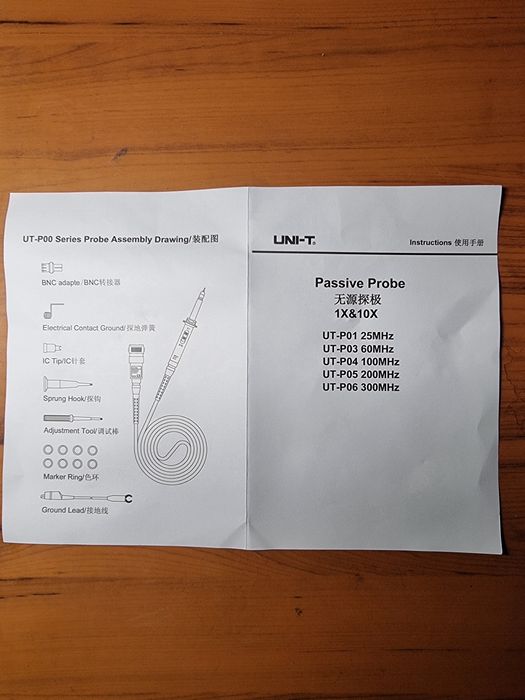 UT-P00 Series Probe Assembly Drawing/装配图
BNC adapte/BNC转接器
Electrical Contact Ground/探地弹簧
IC Tip/IC针套
Sprung Hook/探钩
Adjustment Tool/调试棒
Marker Ring/色环
Ground Lead/接地线
UNI-T®
Instructions 使用手册
Passive Probe
无源探极
1X&10X
UT-P01 25MHz
UT-P03 60MHz
UT-P04 100MHz
UT-P05 200MHz
UT-P06 300MHz